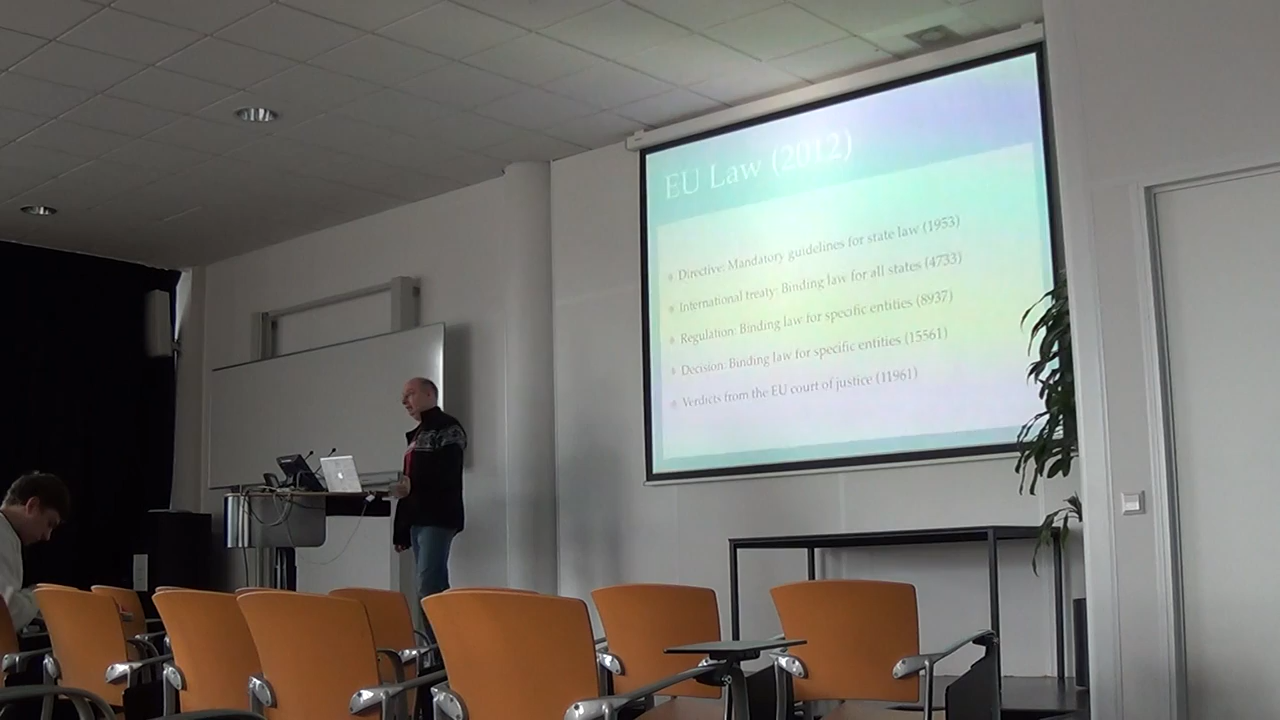 EU Law (2012)
Directive: Mandatory guidelines for state law (1953)
International treaty: Binding law for all states (4733)
Regulation: Binding law for specific entities (8937)
Decision: Binding law for specific entities (15561)
Verdicts from the EU court of justice (11961)